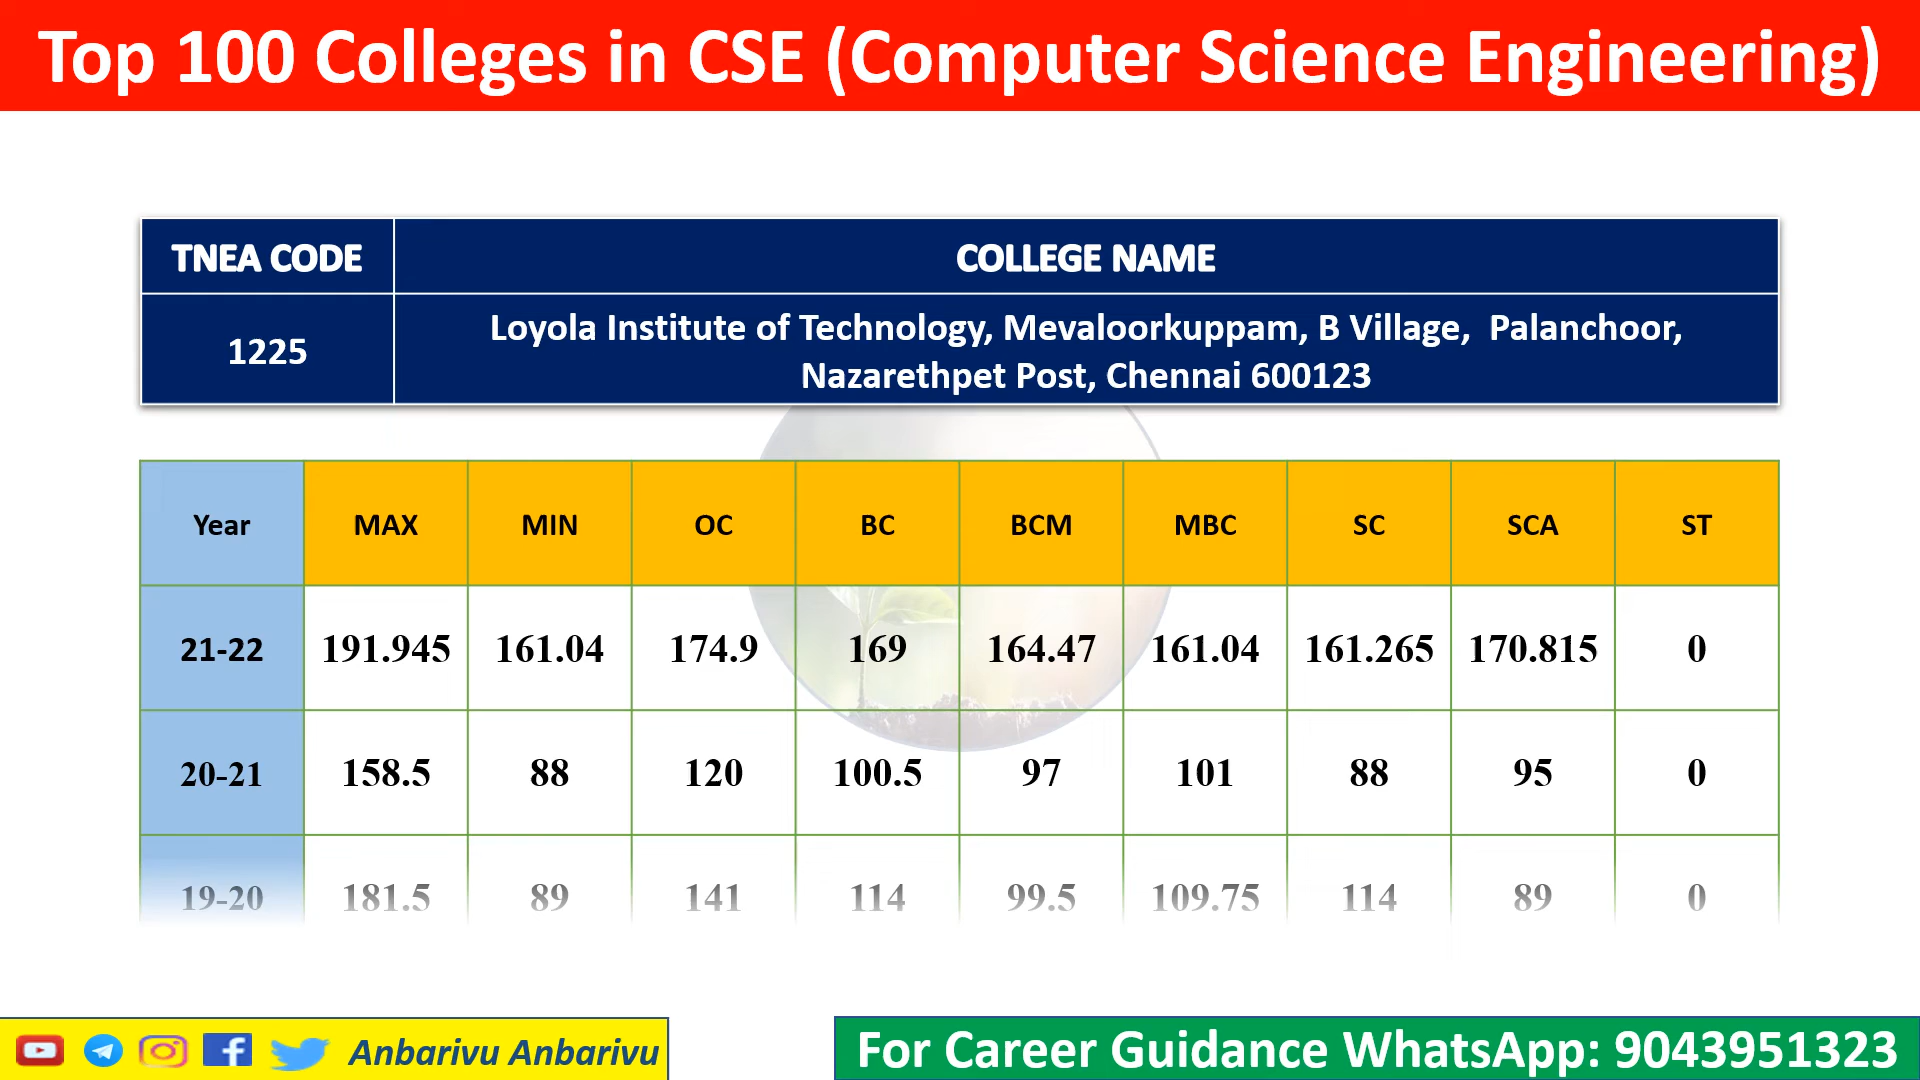 Top 100 Colleges in CSE (Computer Science Engineering)
TNEA CODE COLLEGE NAME
1225 Loyola Institute of Technology, Mevaloorkuppam, B Village, Palanchoor,
Nazarethpet Post, Chennai 600123
Year MAX MIN OC BC BCM MBC SC SCA ST
21-22 191.945 161.04 174.9 169 164.47 161.04 161.265 170.815 0
20-21 158.5 88 120 100.5 97 101 88 95 0
19-20 181.5 89 141 114 99.5 109.75 114 89 0
Anbarivu Anbarivu
For Career Guidance WhatsApp: 9043951323